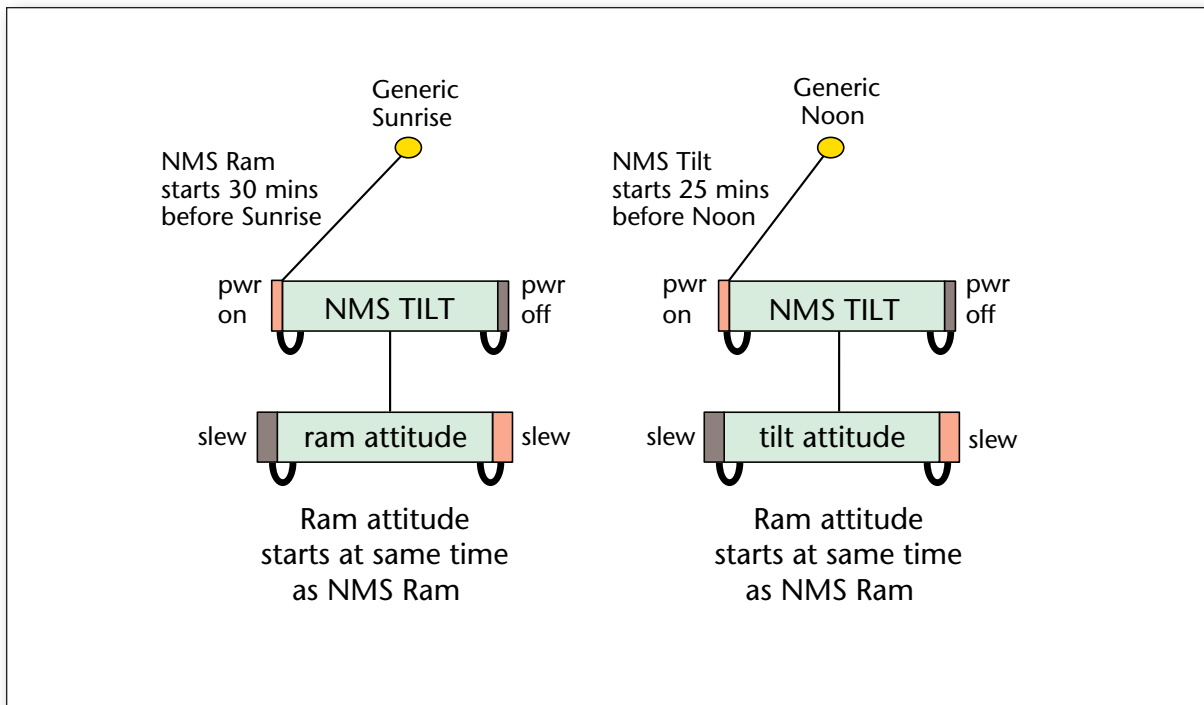 Generic
Sunrise
NMS Ram
starts 30 mins
before Sunrise
pwr
on
NMS TILT
pwr
off
slew
ram attitude
slew
Ram attitude
starts at same time
as NMS Ram
Generic
Noon
NMS Tilt
starts 25 mins
before Noon
pwr
on
NMS TILT
pwr
off
slew
tilt attitude
slew
Ram attitude
starts at same time
as NMS Ram